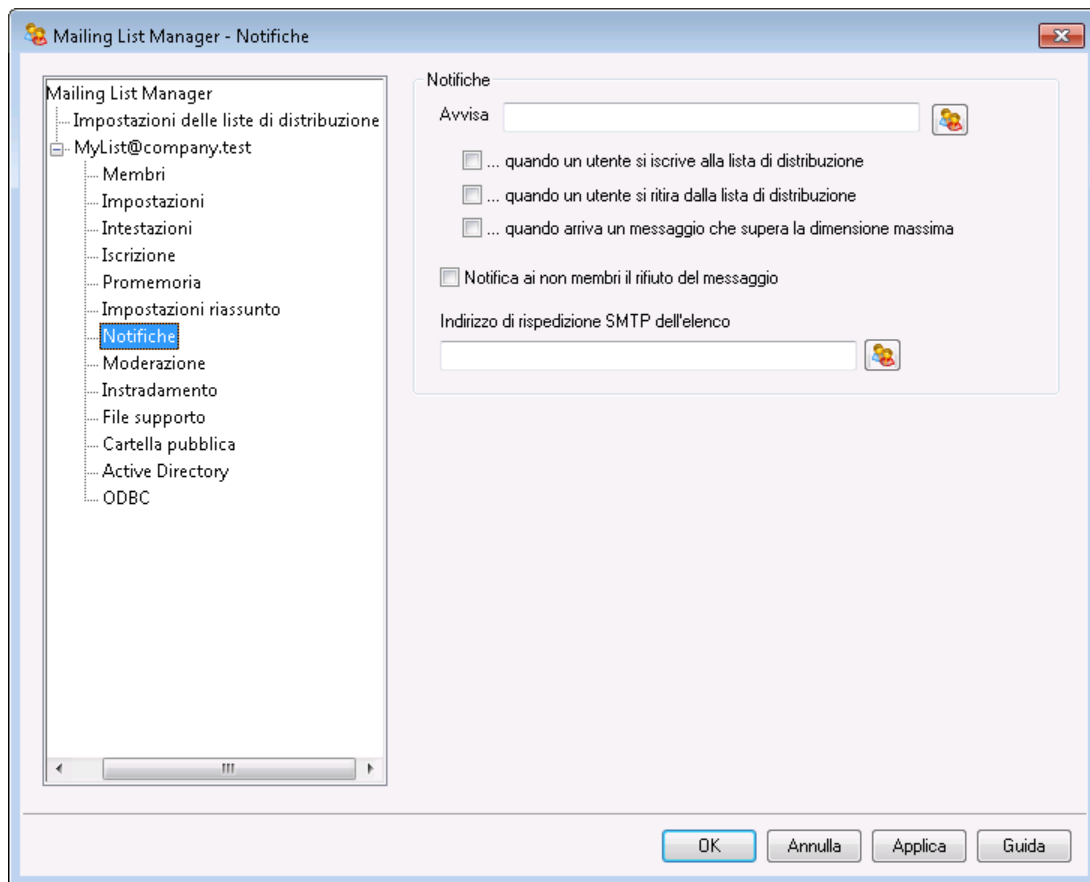 Mailing List Manager - Notifiche
Mailing List Manager
Impostazioni delle liste di distribuzione
MyList@company.test
Membri
Impostazioni
Intestazioni
Iscrizione
Promemoria
Impostazioni riassunto
Notifiche
Moderazione
Instradamento
File supporto
Cartella pubblica
Active Directory
ODBC
Notifiche
Avvisa
... quando un utente si iscrive alla lista di distribuzione
... quando un utente si ritira dalla lista di distribuzione
... quando arriva un messaggio che supera la dimensione massima
Notifica ai non membri il rifiuto del messaggio
Indirizzo di rispedizione SMTP dell'elenco
OK
Annulla
Applica
Guida